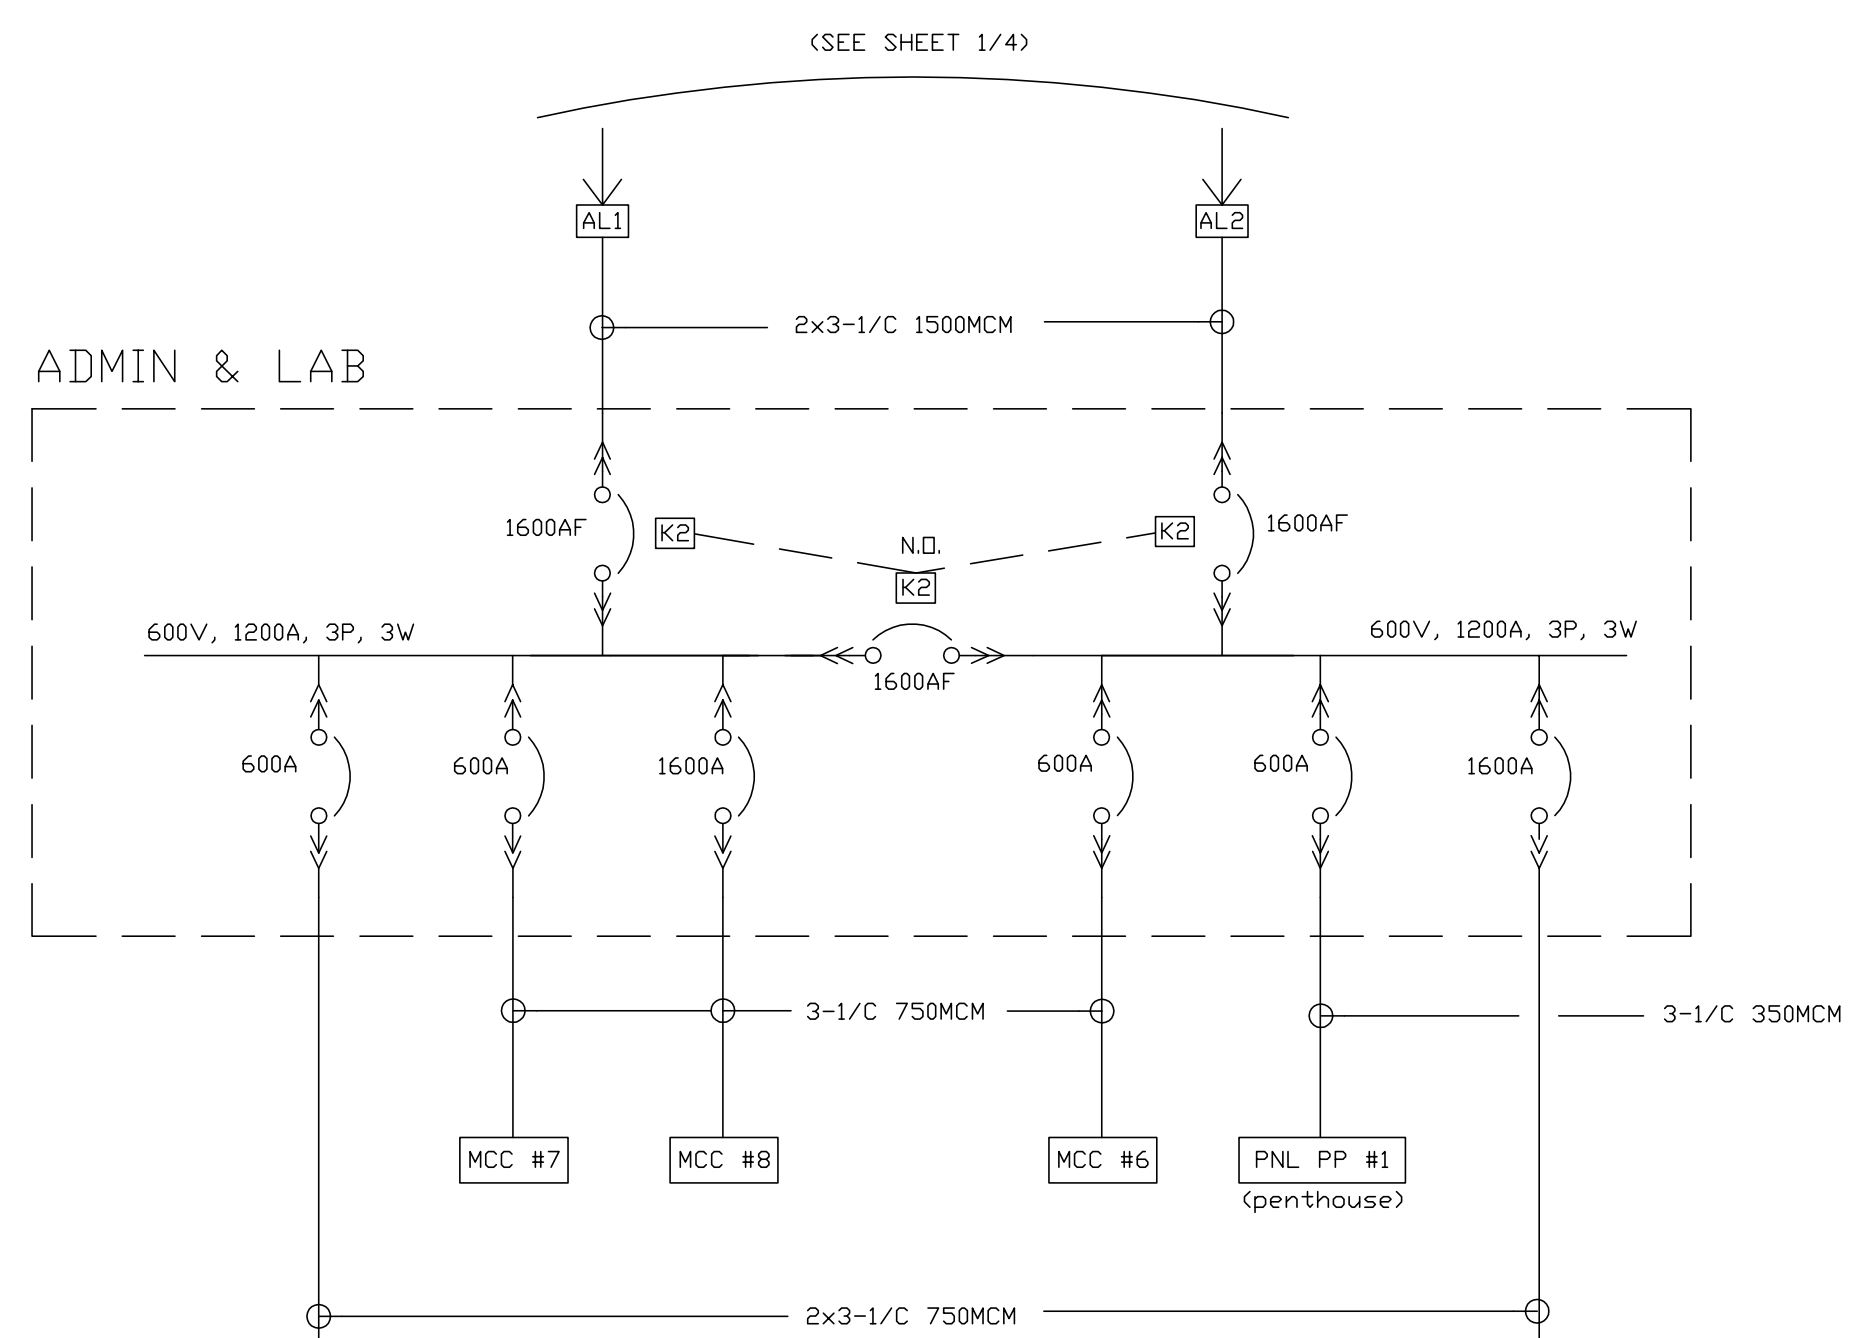 (SEE SHEET 1/4)
AL1
AL2
2x3-1/C 1500MCM
ADMIN & LAB
1600AF
K2
N.O.
K2
K2
1600AF
600V, 1200A, 3P, 3W
600V, 1200A, 3P, 3W
1600AF
600A
600A
1600A
600A
600A
1600A
3-1/C 750MCM
3-1/C 350MCM
MCC #7
MCC #8
MCC #6
PNL PP #1
(penthouse)
2x3-1/C 750MCM